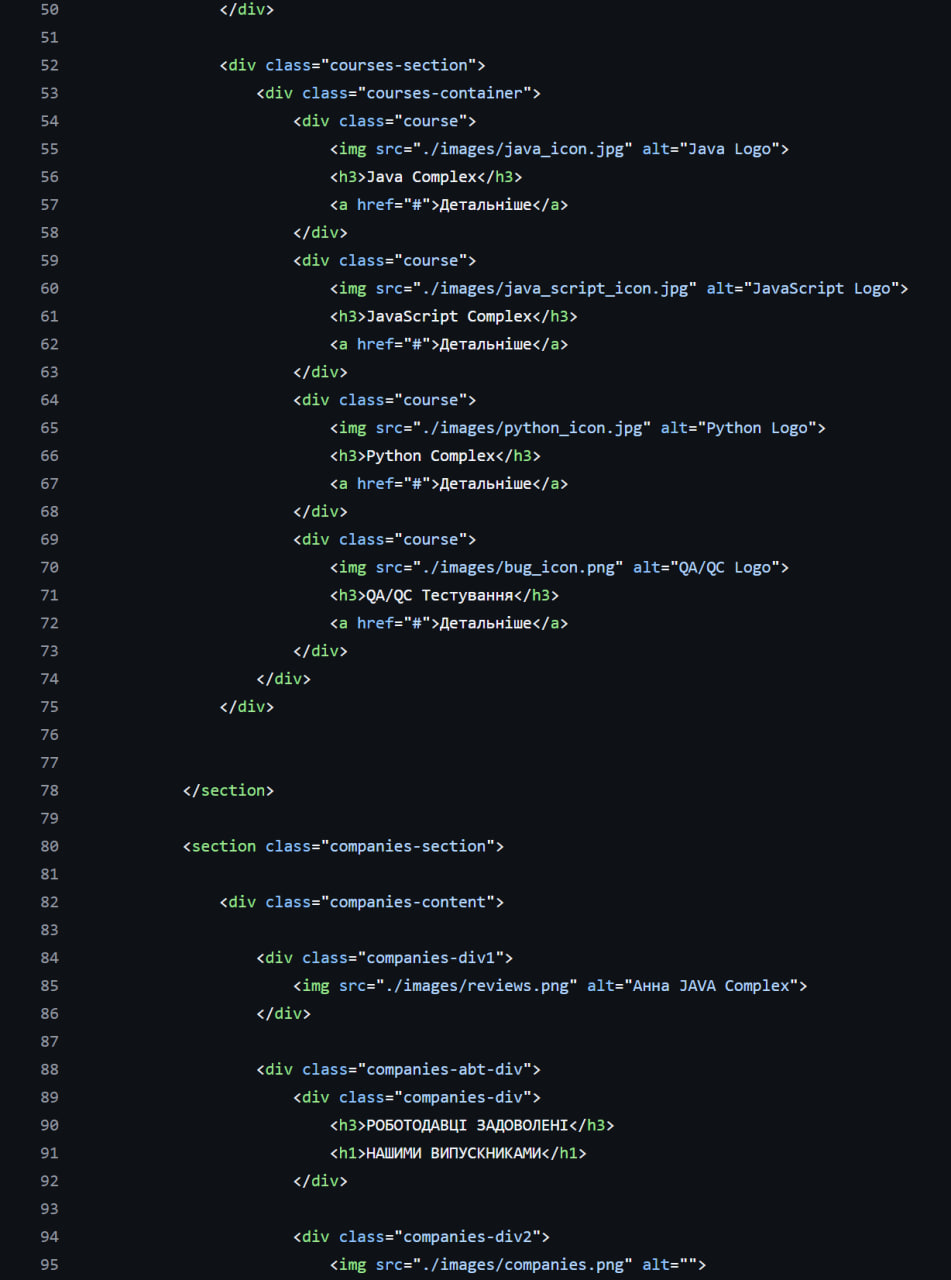 50 </div>
51
52 <div class="courses-section">
53 <div class="courses-container">
54 <div class="course">
55 <img src="./images/java_icon.jpg" alt="Java Logo">
56 <h3>Java Complex</h3>
57 <a href="#">Детальніше</a>
58 </div>
59 <div class="course">
60 <img src="./images/java_script_icon.jpg" alt="JavaScript Logo">
61 <h3>JavaScript Complex</h3>
62 <a href="#">Детальніше</a>
63 </div>
64 <div class="course">
65 <img src="./images/python_icon.jpg" alt="Python Logo">
66 <h3>Python Complex</h3>
67 <a href="#">Детальніше</a>
68 </div>
69 <div class="course">
70 <img src="./images/bug_icon.png" alt="QA/QC Logo">
71 <h3>QA/QC Тестування</h3>
72 <a href="#">Детальніше</a>
73 </div>
74 </div>
75 </div>
76
77
78 </section>
79
80 <section class="companies-section">
81
82 <div class="companies-content">
83
84 <div class="companies-div1">
85 <img src="./images/reviews.png" alt="Анна JAVA Complex">
86 </div>
87
88 <div class="companies-abt-div">
89 <div class="companies-div">
90 <h3>РОБОТОДАВЦІ ЗАДОВОЛЕНІ</h3>
91 <h1>НАШИМИ ВИПУСКНИКАМИ</h1>
92 </div>
93
94 <div class="companies-div2">
95 <img src="./images/companies.png" alt="">